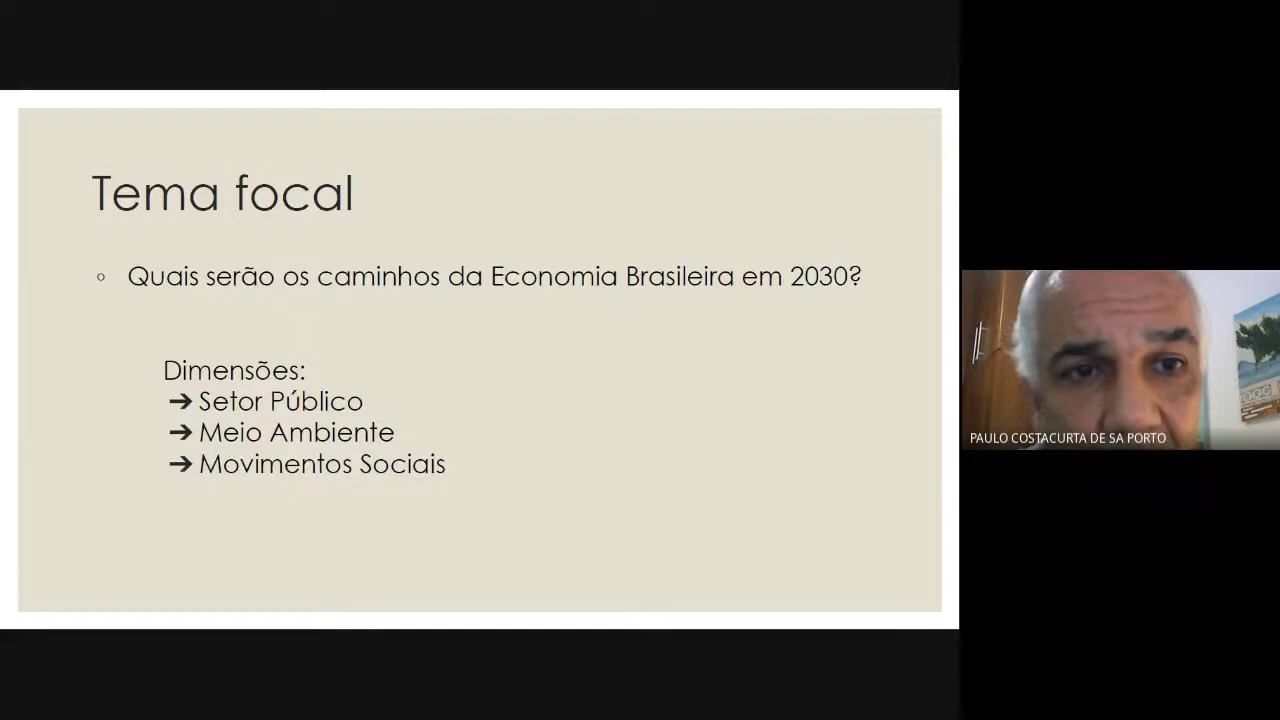 Tema focal
Quais serão os caminhos da Economia Brasileira em 2030?
Dimensões:
➔ Setor Público
➔ Meio Ambiente
➔ Movimentos Sociais
PAULO COSTACURTA DE SA PORTO